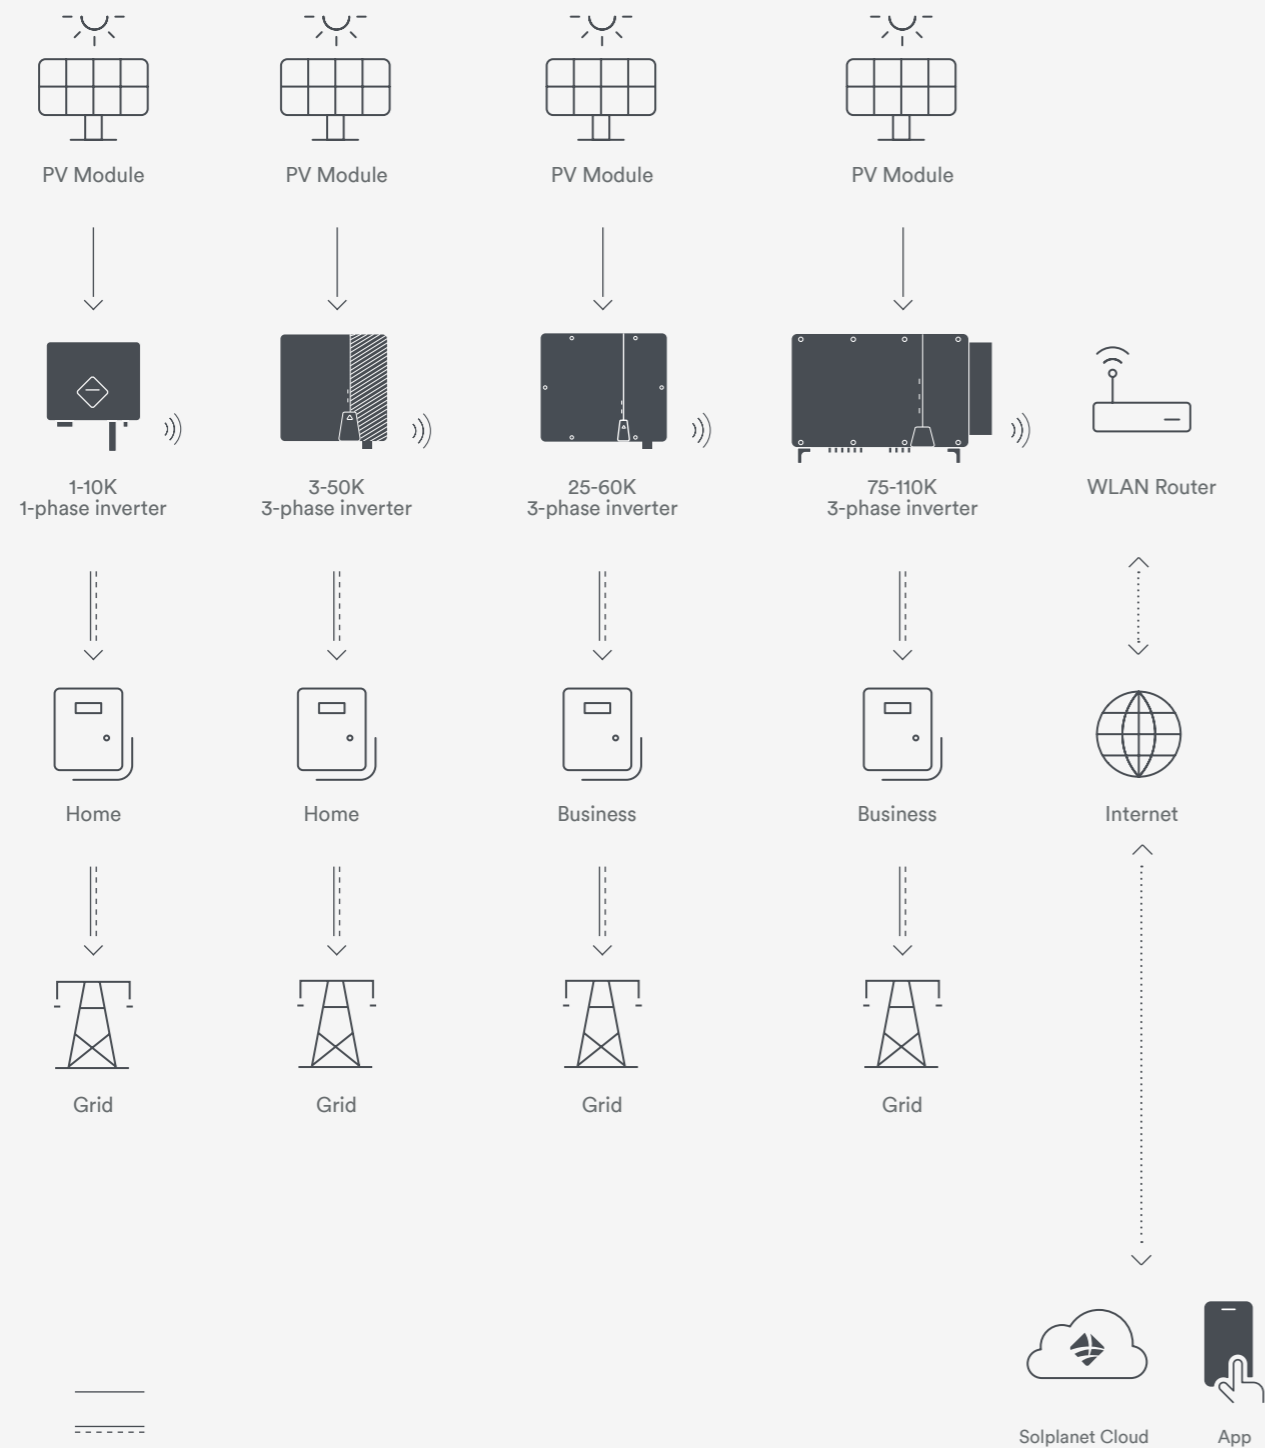 PV Module
PV Module
PV Module
PV Module
1-10K
1-phase inverter
3-50K
3-phase inverter
25-60K
3-phase inverter
75-110K
3-phase inverter
WLAN Router
Home
Home
Business
Business
Internet
Grid
Grid
Grid
Grid
Solplanet Cloud
App